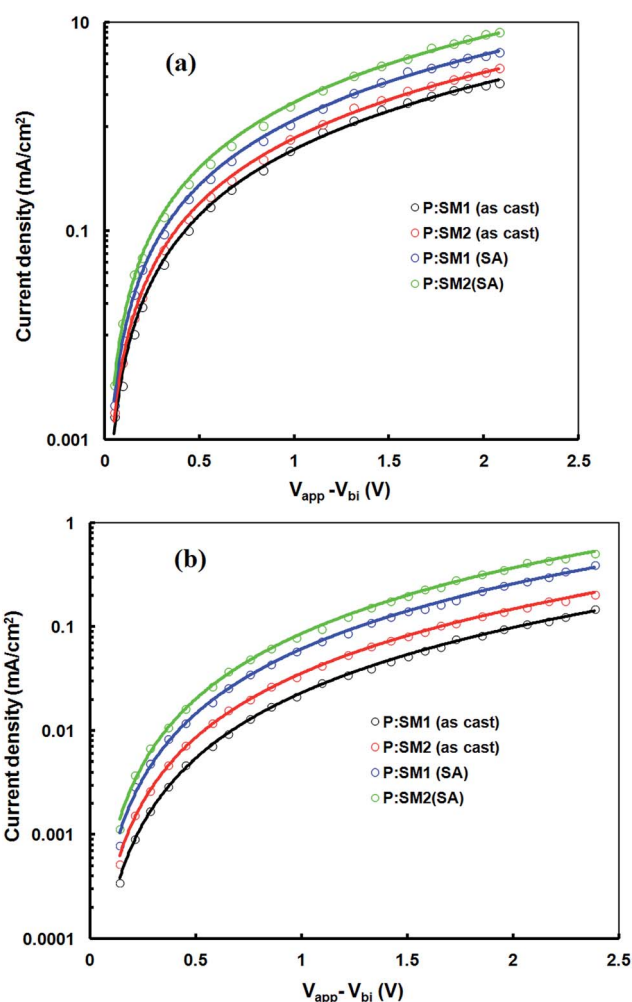 10
(a)
Current density (mA/cm²)
0.1
P:SM1 (as cast)
P:SM2 (as cast)
P:SM1 (SA)
P:SM2(SA)
0.001
0 0.5 1 1.5 2 2.5
Vapp -Vbi (V)
1
(b)
Current density (mA/cm²)
0.1
0.01
P:SM1 (as cast)
P:SM2 (as cast)
P:SM1 (SA)
P:SM2(SA)
0.001
0.0001
0 0.5 1 1.5 2 2.5
Vapp- Vbi (V)